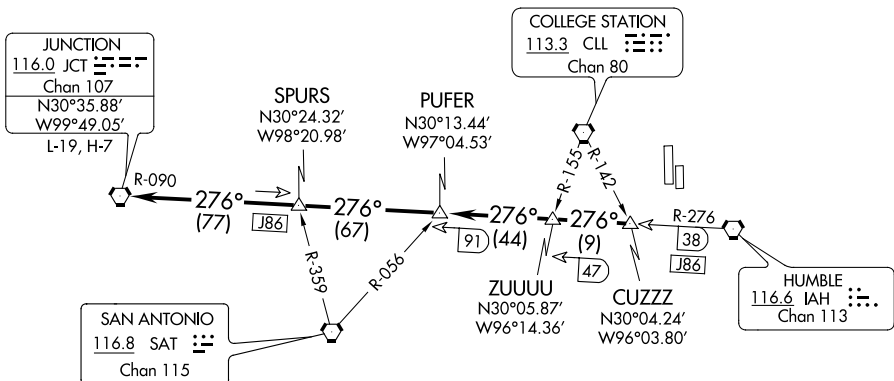 COLLEGE STATION
113.3 CLL
Chan 80
JUNCTION
116.0 JCT
Chan 107
N30°35.88′
W99°49.05′
L-19, H-7
SPURS
N30°24.32′
W98°20.98′
PUFER
N30°13.44′
W97°04.53′
R-155
R-142
R-090
276°
(77)
J86
276°
(67)
276°
(44)
276°
(9)
R-276
38
J86
91
47
R-359
R-056
ZUUUU
N30°05.87′
W96°14.36′
CUZZZ
N30°04.24′
W96°03.80′
HUMBLE
116.6 IAH
Chan 113
SAN ANTONIO
116.8 SAT
Chan 115